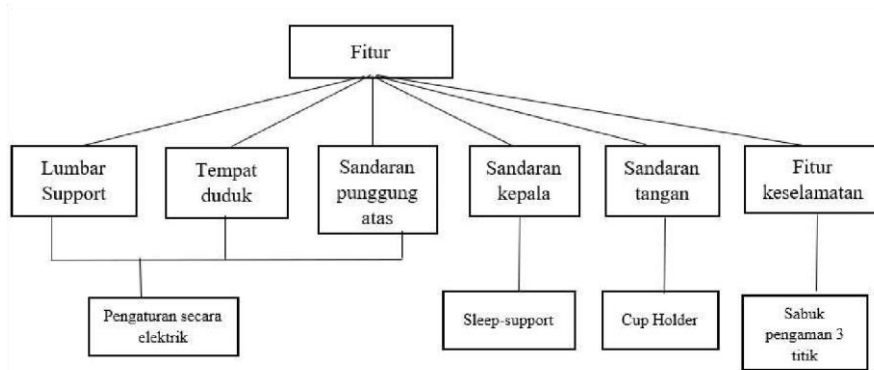 Fitur
Lumbar
Support
Tempat
duduk
Sandaran
punggung
atas
Sandaran
kepala
Sandaran
tangan
Fitur
keselamatan
Pengaturan secara
elektrik
Sleep-support
Cup Holder
Sabuk
pengaman 3
titik